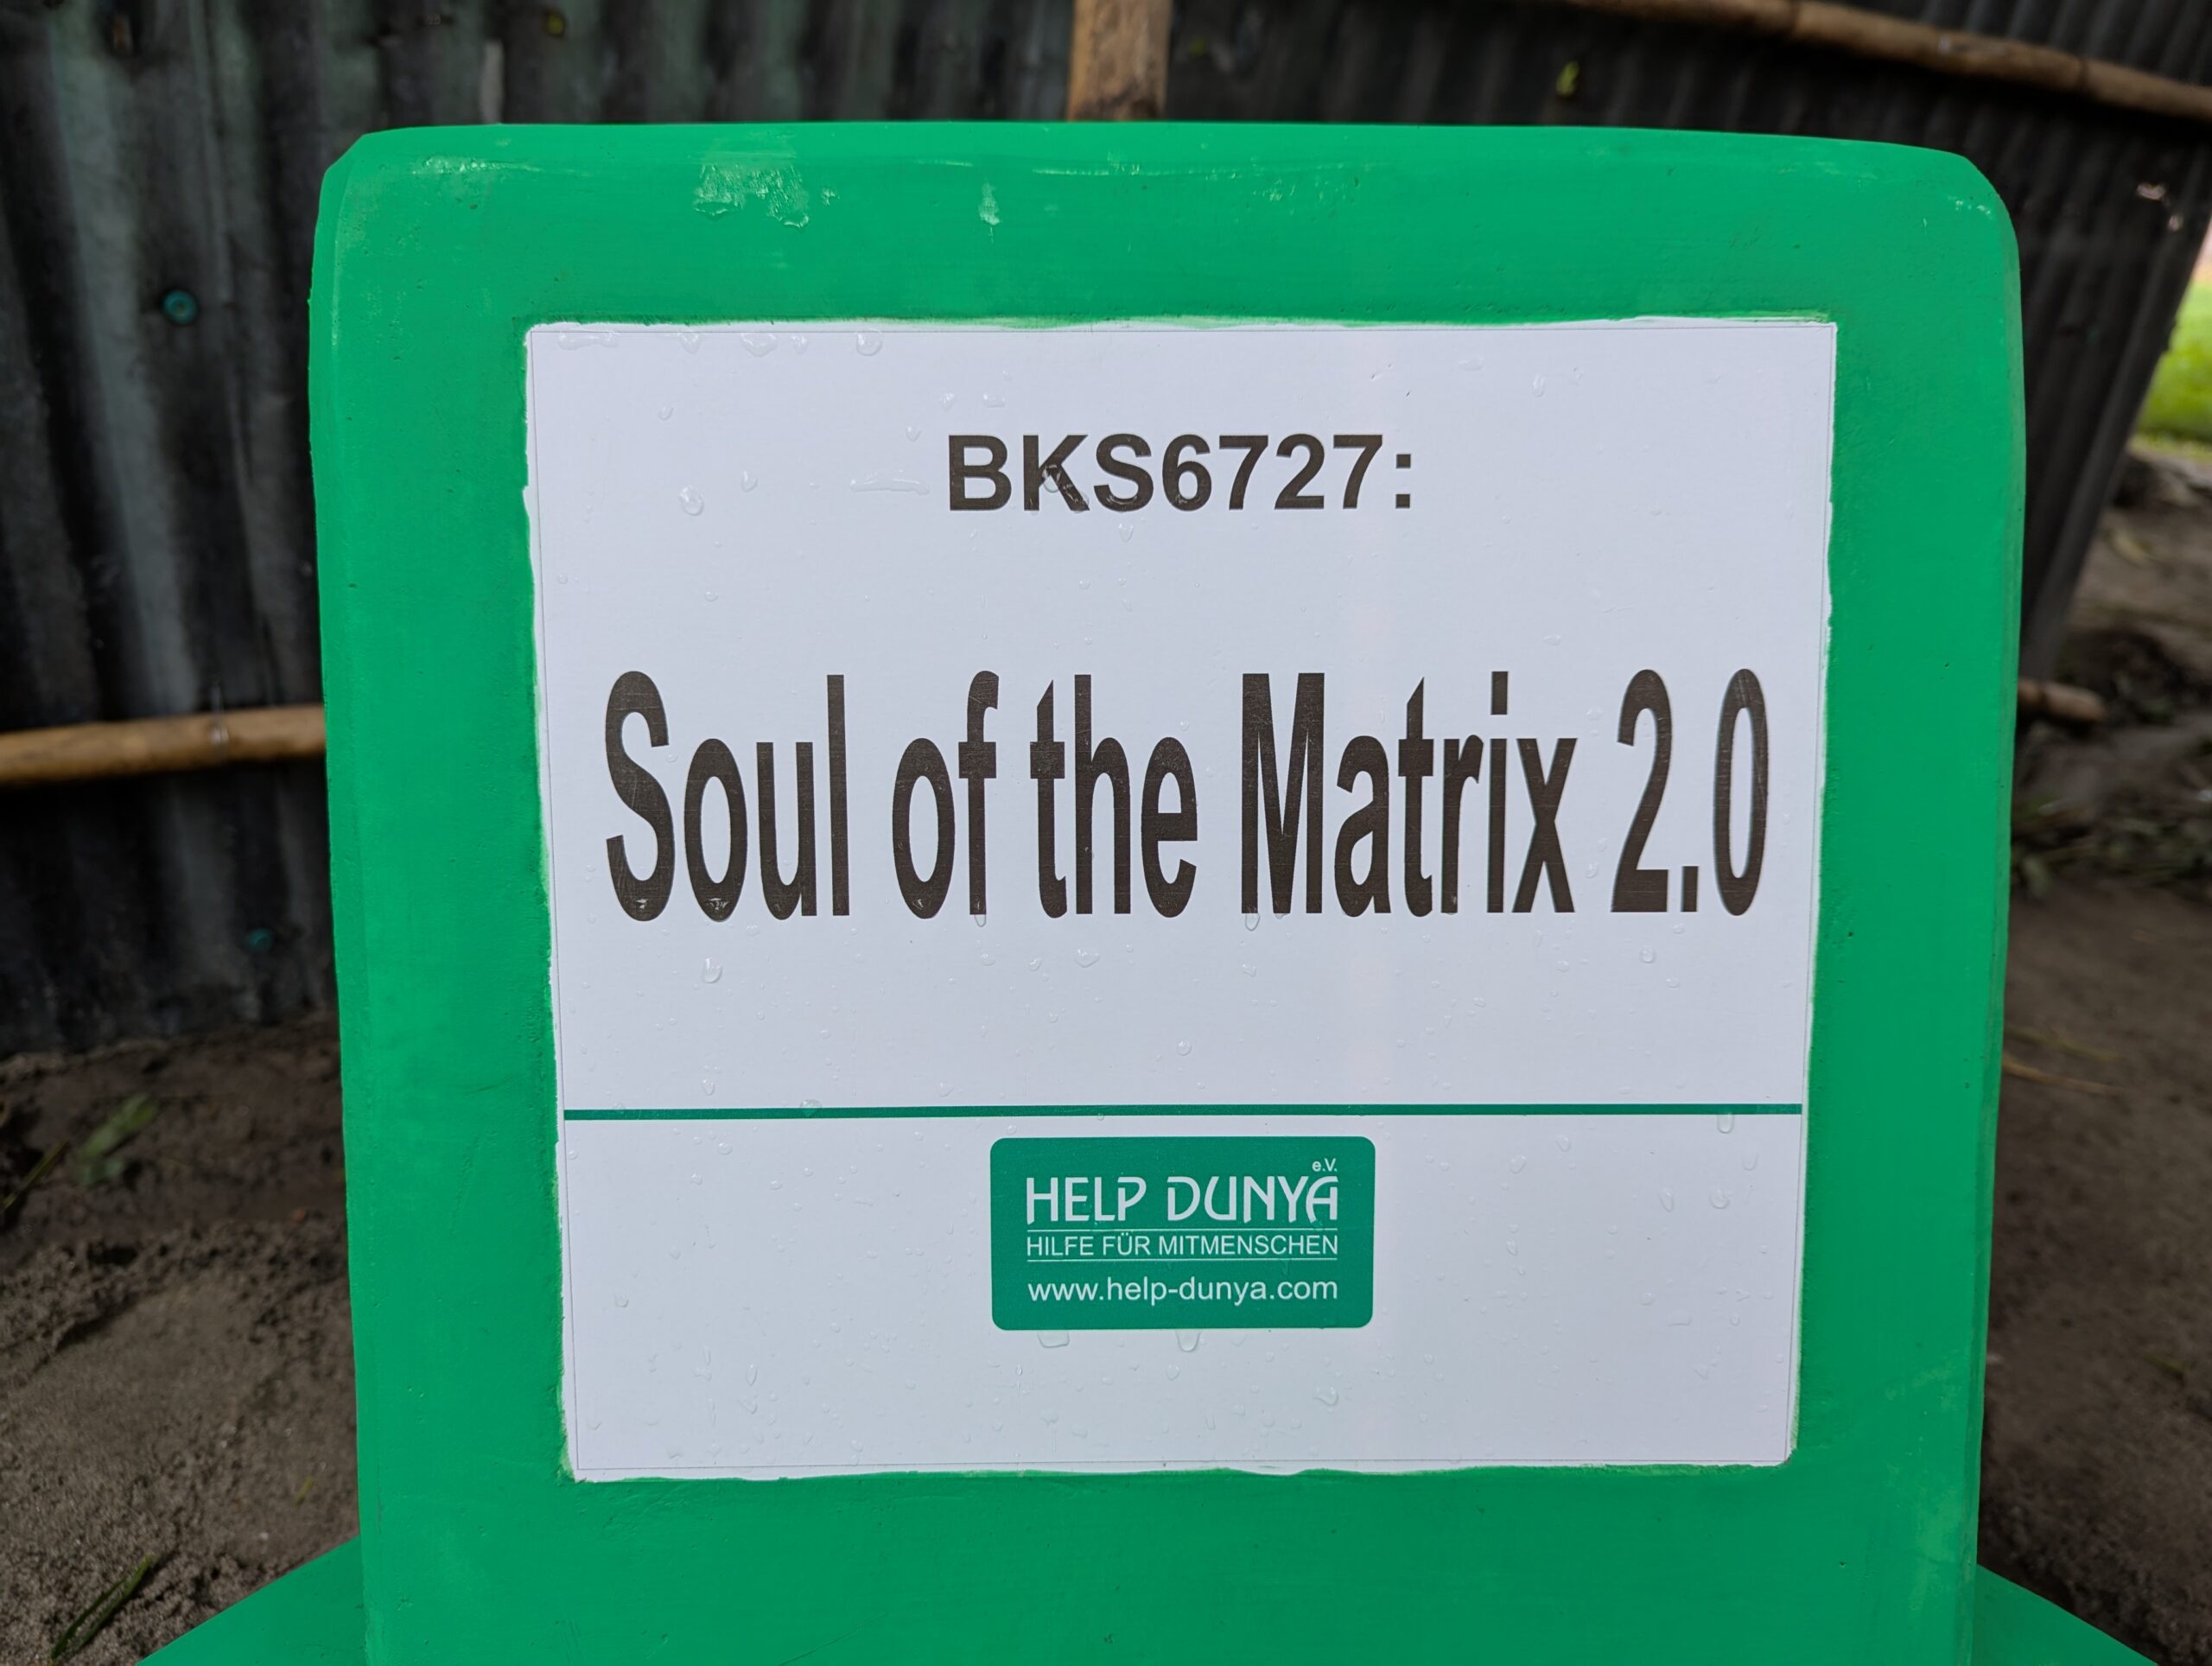 BKS6727:
Soul of the Matrix 2.0
e.V.
HELP DUNYA
HILFE FÜR MITMENSCHEN
www.help-dunya.com